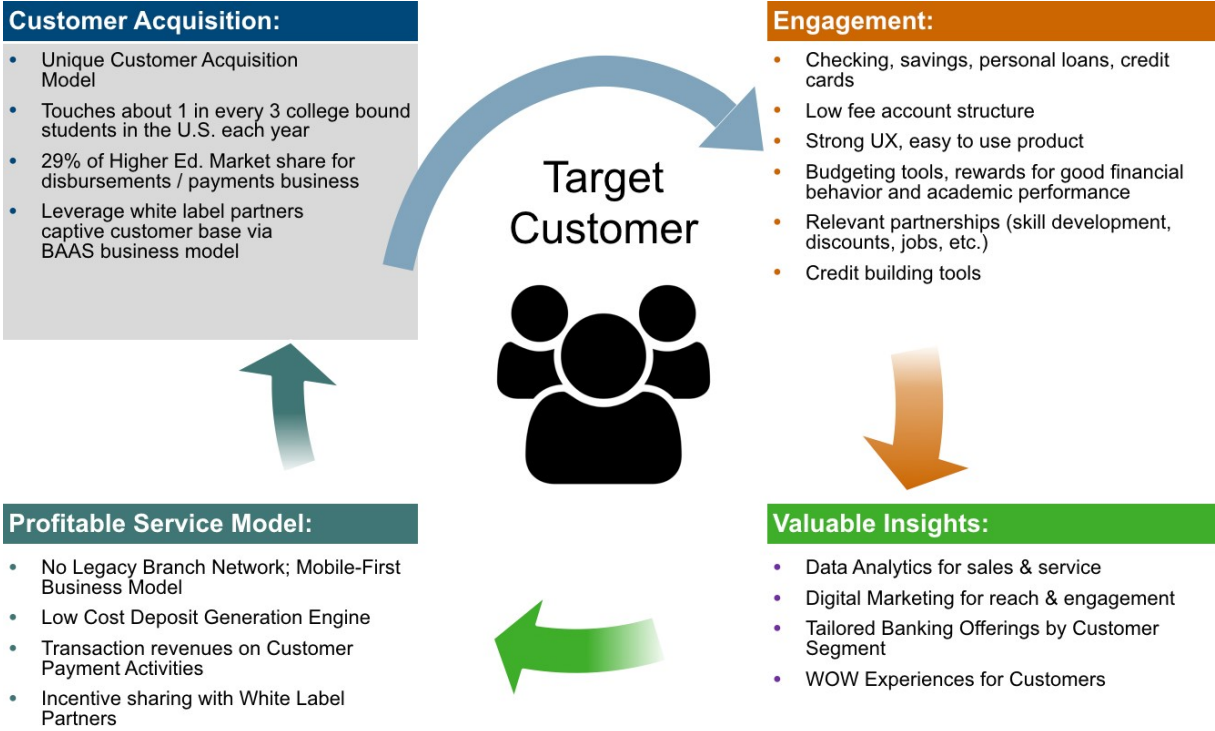 Customer Acquisition:
• Unique Customer Acquisition
Model
• Touches about 1 in every 3 college bound
students in the U.S. each year
• 29% of Higher Ed. Market share for
disbursements / payments business
• Leverage white label partners
captive customer base via
BAAS business model
Target
Customer
Engagement:
• Checking, savings, personal loans, credit
cards
• Low fee account structure
• Strong UX, easy to use product
• Budgeting tools, rewards for good financial
behavior and academic performance
• Relevant partnerships (skill development,
discounts, jobs, etc.)
• Credit building tools
Profitable Service Model:
• No Legacy Branch Network; Mobile-First
Business Model
• Low Cost Deposit Generation Engine
• Transaction revenues on Customer
Payment Activities
• Incentive sharing with White Label
Partners
Valuable Insights:
• Data Analytics for sales & service
• Digital Marketing for reach & engagement
• Tailored Banking Offerings by Customer
Segment
• WOW Experiences for Customers